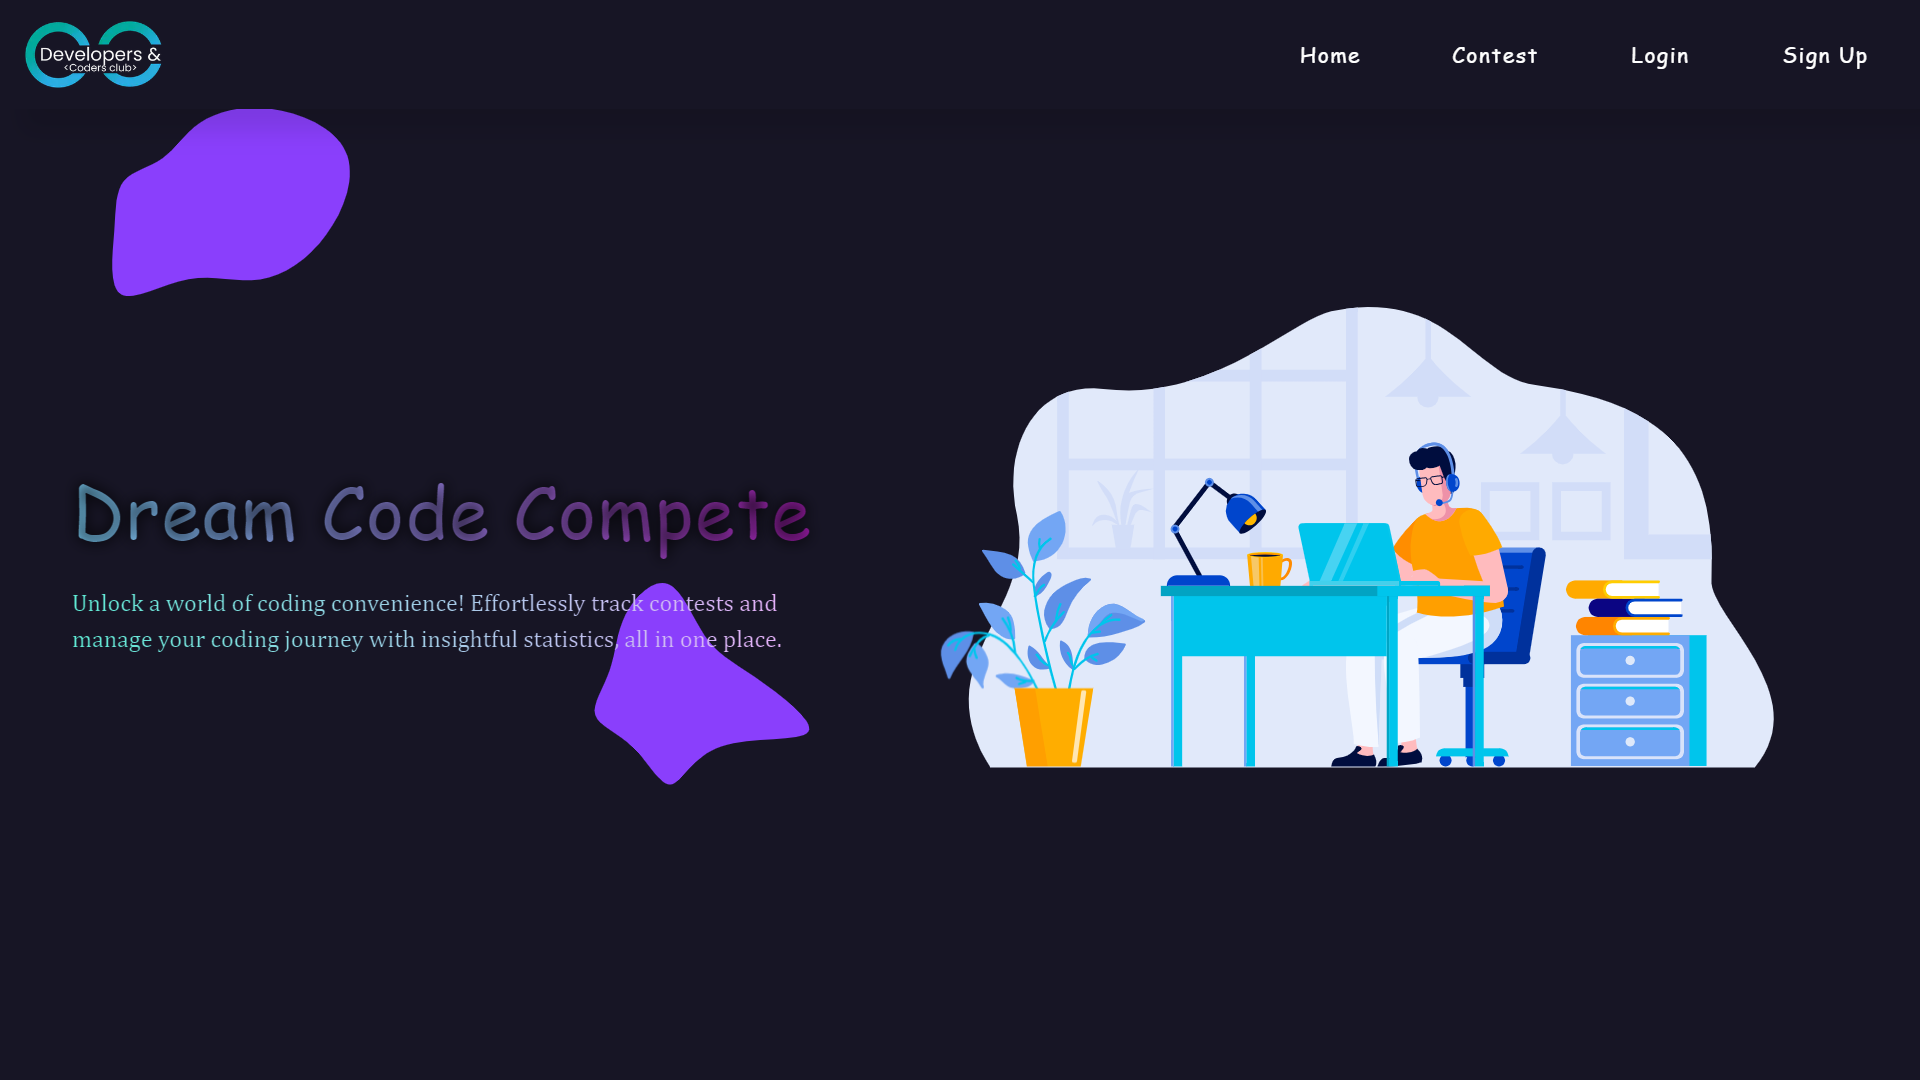 Developers &
<Coders club>
Home
Contest
Login
Sign Up
Dream Code Compete
Unlock a world of coding convenience! Effortlessly track contests and
manage your coding journey with insightful statistics, all in one place.